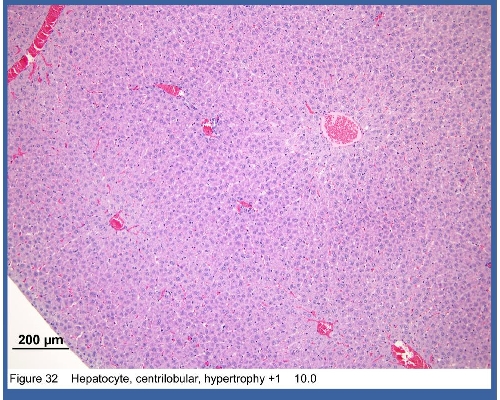 200 µm
Figure 32 Hepatocyte, centrilobular, hypertrophy +1 10.0